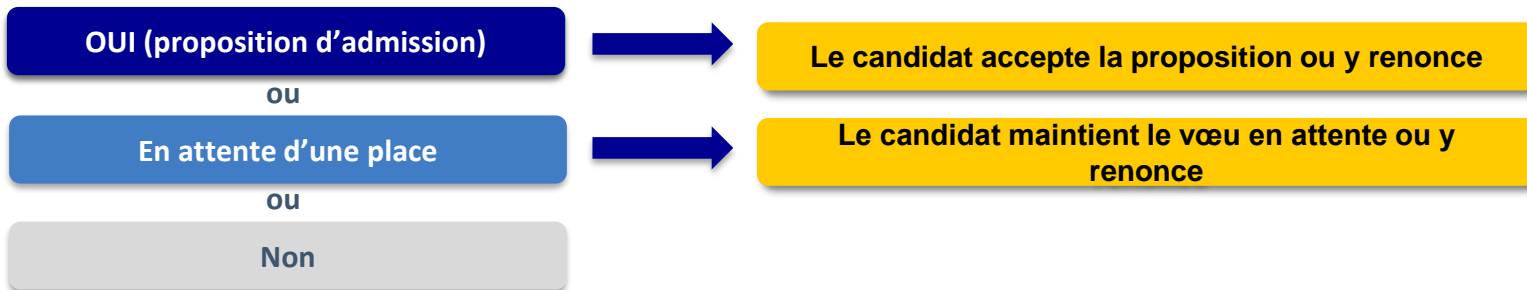 OUI (proposition d’admission)
Le candidat accepte la proposition ou y renonce
ou
En attente d’une place
Le candidat maintient le vœu en attente ou y
renonce
ou
Non